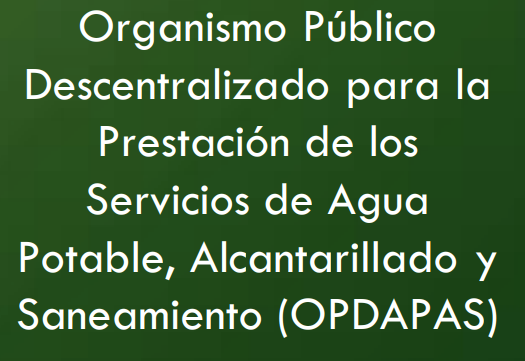 Organismo Público
Descentralizado para la
Prestación de los
Servicios de Agua
Potable, Alcantarillado y
Saneamiento (OPDAPAS)